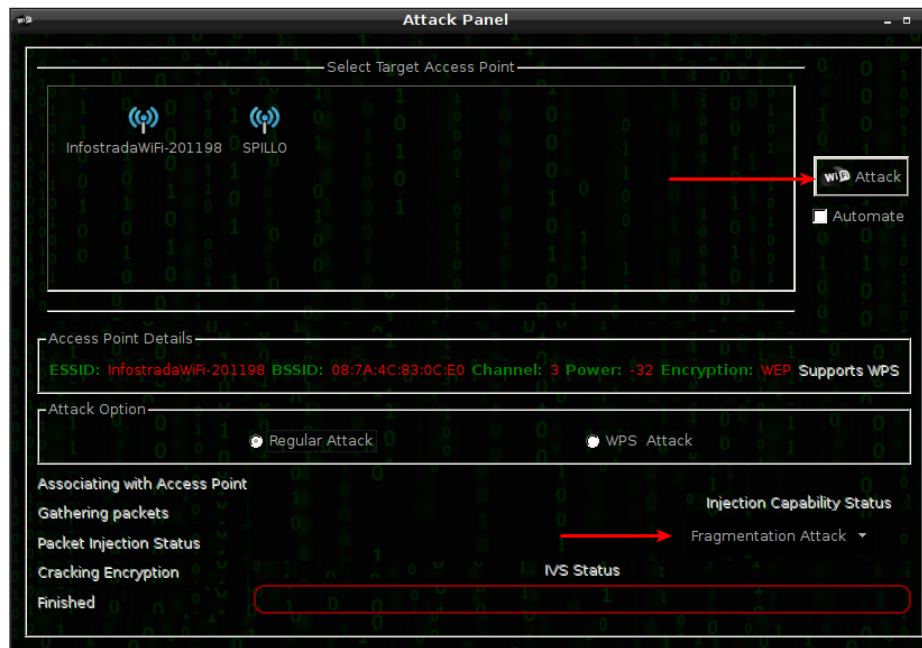 Attack Panel
Select Target Access Point
InfostradaWiFi-201198 SPILLO
WiFi Attack
Automate
Access Point Details
ESSID: InfostradaWiFi-201198 BSSID: 08:7A:4C:83:0C:E0 Channel: 3 Power: -32 Encryption: WEP Supports WPS
Attack Option
Regular Attack WPS Attack
Associating with Access Point
Injection Capability Status
Gathering packets
Fragmentation Attack
Packet Injection Status
Cracking Encryption
IVS Status
Finished